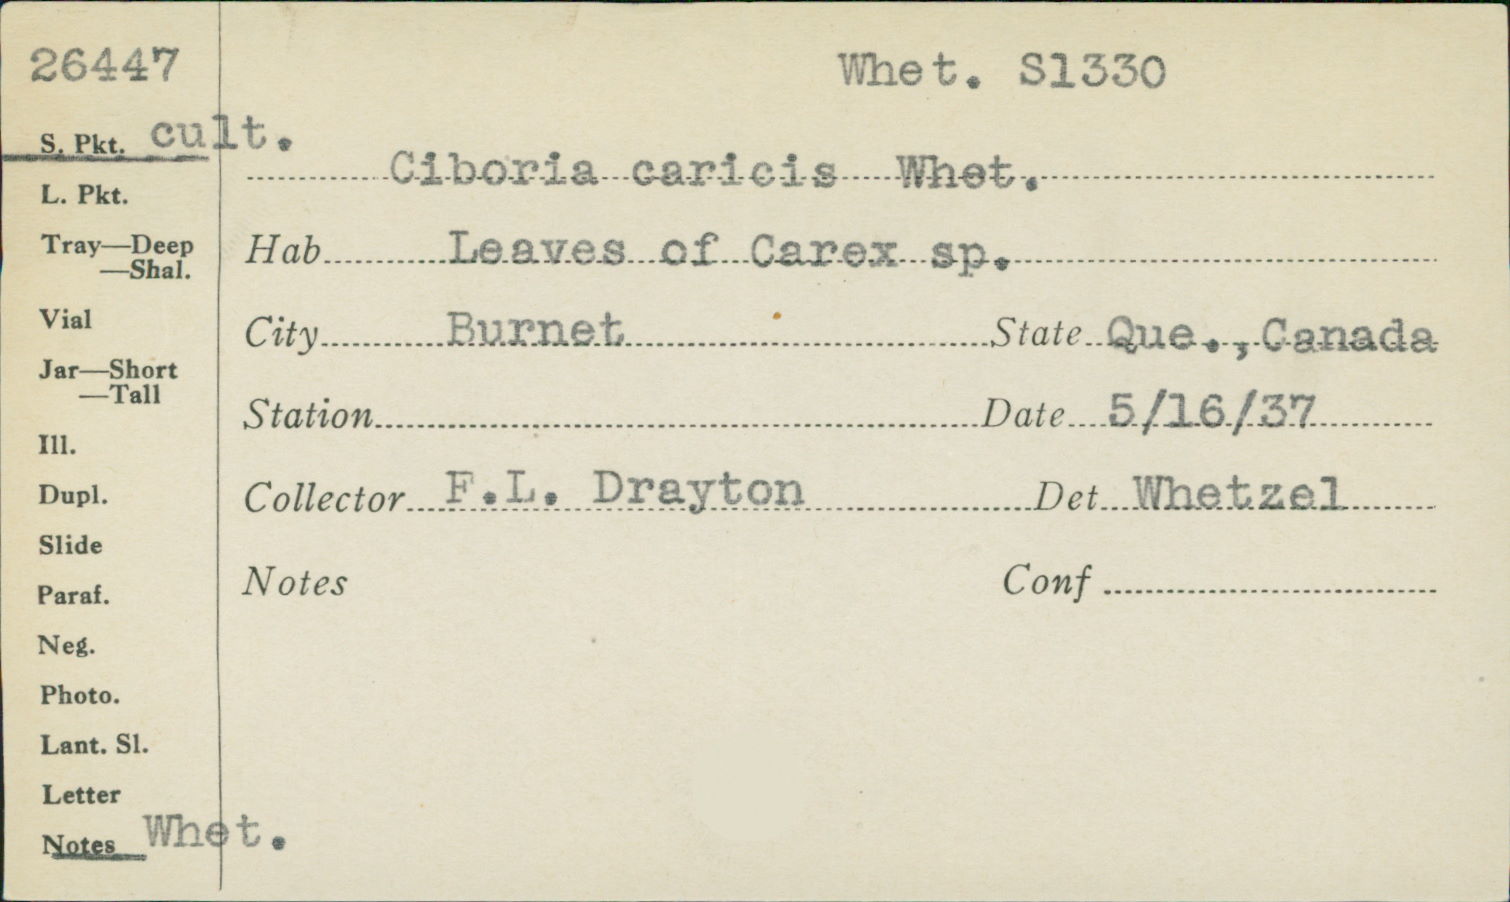 26447
Whet. S1330
S. Pkt. cult.
Ciboria caricis Whet.
L. Pkt.
Hab Leaves of Carex sp.
Tray—Deep
—Shal.
Vial
City Burnet State Que., Canada
Jar—Short
—Tall
Station Date 5/16/37
Ill.
Dupl.
Collector F.L. Drayton Det Whetzel
Slide
Paraf.
Notes Conf
Neg.
Photo.
Lant. Sl.
Letter
Notes Whet.